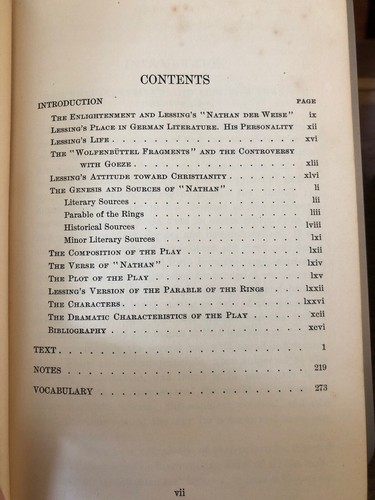 CONTENTS
INTRODUCTION PAGE
The Enlightenment and Lessing's "Nathan der Weise" ix
Lessing's Place in German Literature. His Personality xii
Lessing's Life . . . . . . . . . . . . . . . . . xvi
The "Wolfenbüttel Fragments" and the Controversy
with Goeze . . . . . . . . . . . . . . . . xlii
Lessing's Attitude toward Christianity . . . . . . xlvi
The Genesis and Sources of "Nathan" . . . . . . . li
Literary Sources . . . . . . . . . . . . . . lii
Parable of the Rings . . . . . . . . . . . . liii
Historical Sources . . . . . . . . . . . . . lviii
Minor Literary Sources . . . . . . . . . . . lxi
The Composition of the Play . . . . . . . . . . lxii
The Verse of "Nathan" . . . . . . . . . . . . . lxiv
The Plot of the Play . . . . . . . . . . . . . . lxv
Lessing's Version of the Parable of the Rings . . . lxxii
The Characters . . . . . . . . . . . . . . . . lxxvi
The Dramatic Characteristics of the Play . . . . xcii
Bibliography . . . . . . . . . . . . . . . . . xcvi
TEXT . . . . . . . . . . . . . . . . . . . . 1
NOTES . . . . . . . . . . . . . . . . . . . 219
VOCABULARY . . . . . . . . . . . . . . . . 273
vii